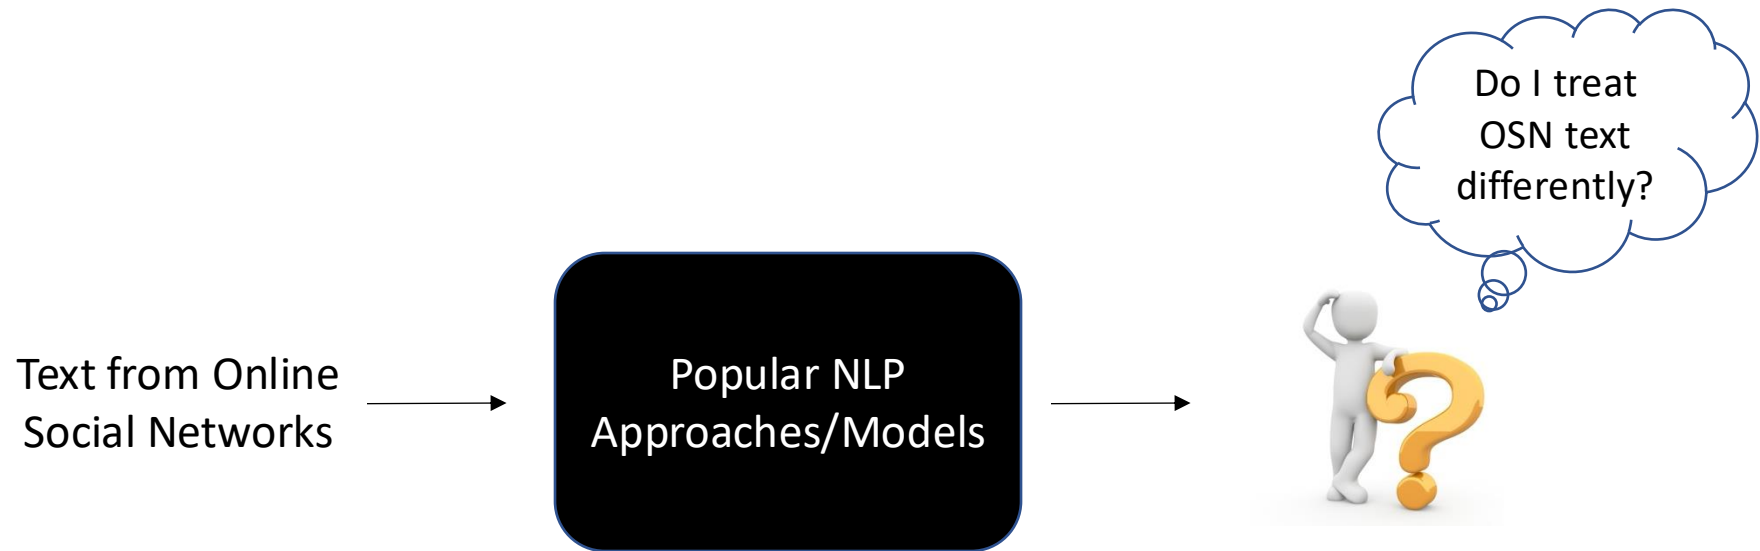 Do I treat
OSN text
differently?
Text from Online
Social Networks
Popular NLP
Approaches/Models